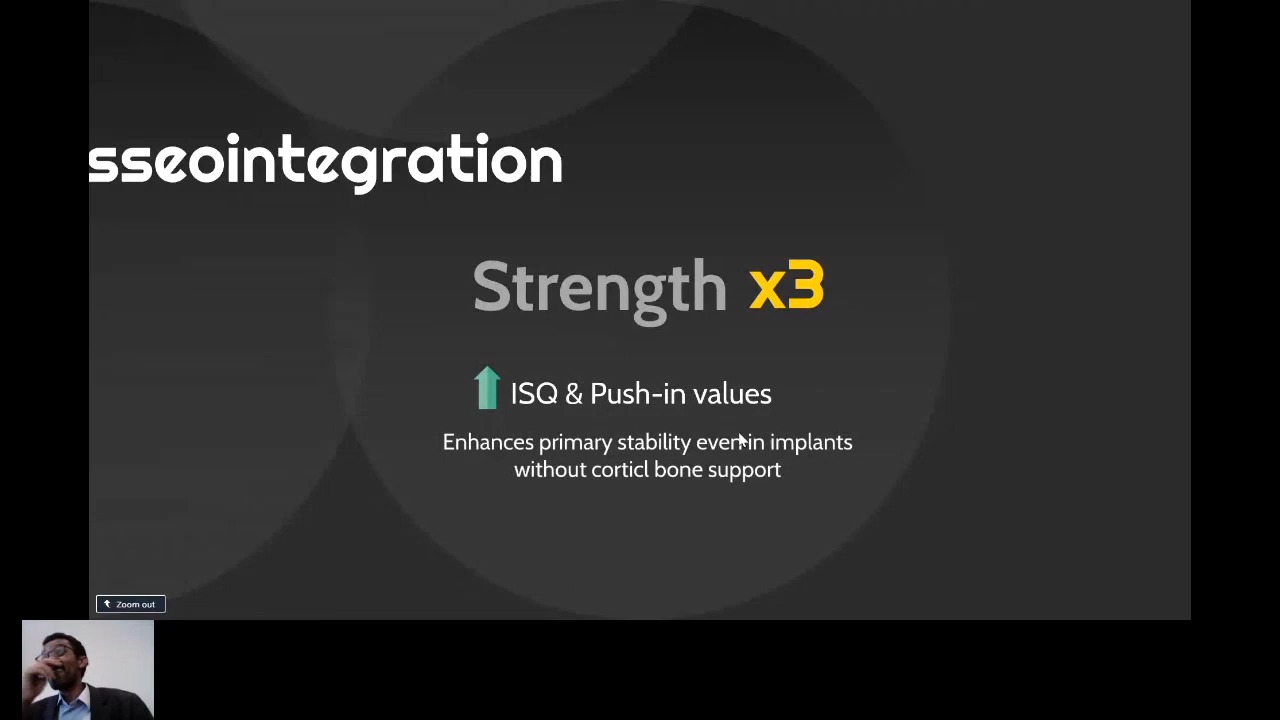 sseointegration
Strength x3
ISQ & Push-in values
Enhances primary stability even in implants
without corticl bone support
Zoom out